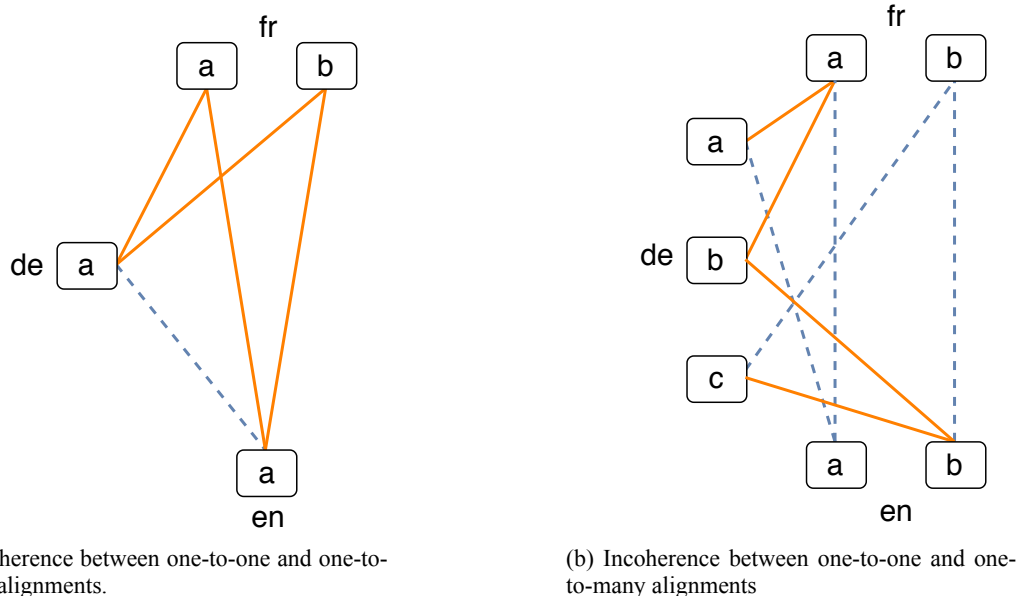 fr
a b
de a
a
en
herence between one-to-one and one-to-
alignments.
fr
a b
a
de b
c
a b
en
(b) Incoherence between one-to-one and one-
to-many alignments